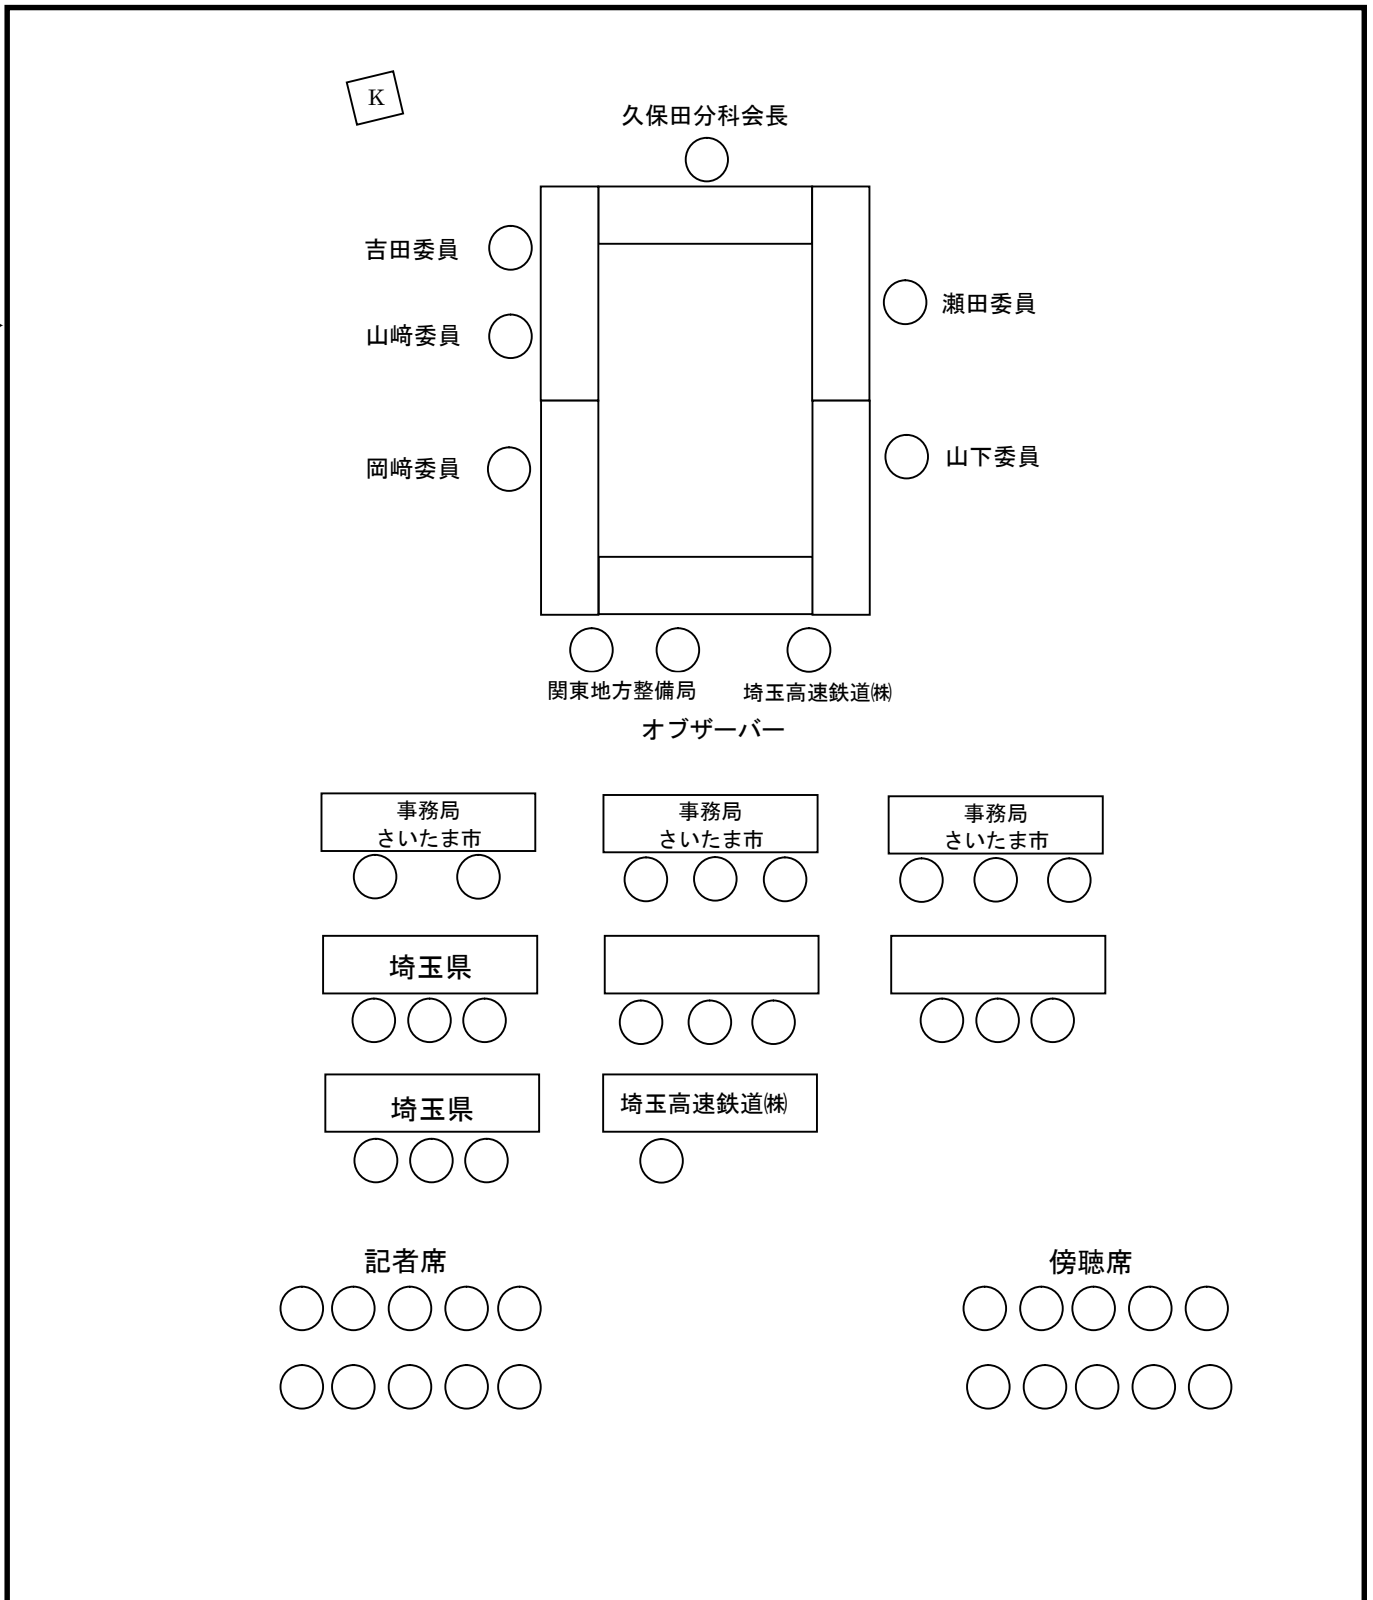 K
久保田分科会長
吉田委員
瀬田委員
山﨑委員
岡﨑委員
山下委員
関東地方整備局
埼玉高速鉄道㈱
オブザーバー
事務局
さいたま市
事務局
さいたま市
事務局
さいたま市
埼玉県
埼玉県
埼玉高速鉄道㈱
記者席
傍聴席